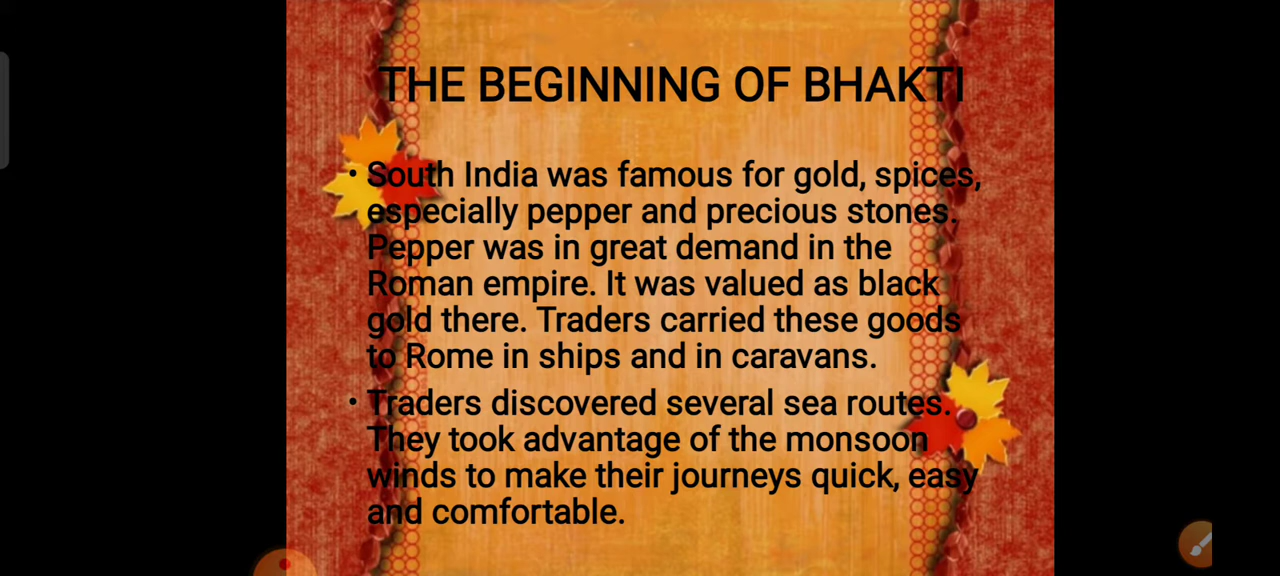 THE BEGINNING OF BHAKTI
• South India was famous for gold, spices,
especially pepper and precious stones.
Pepper was in great demand in the
Roman empire. It was valued as black
gold there. Traders carried these goods
to Rome in ships and in caravans.
• Traders discovered several sea routes.
They took advantage of the monsoon
winds to make their journeys quick, easy
and comfortable.